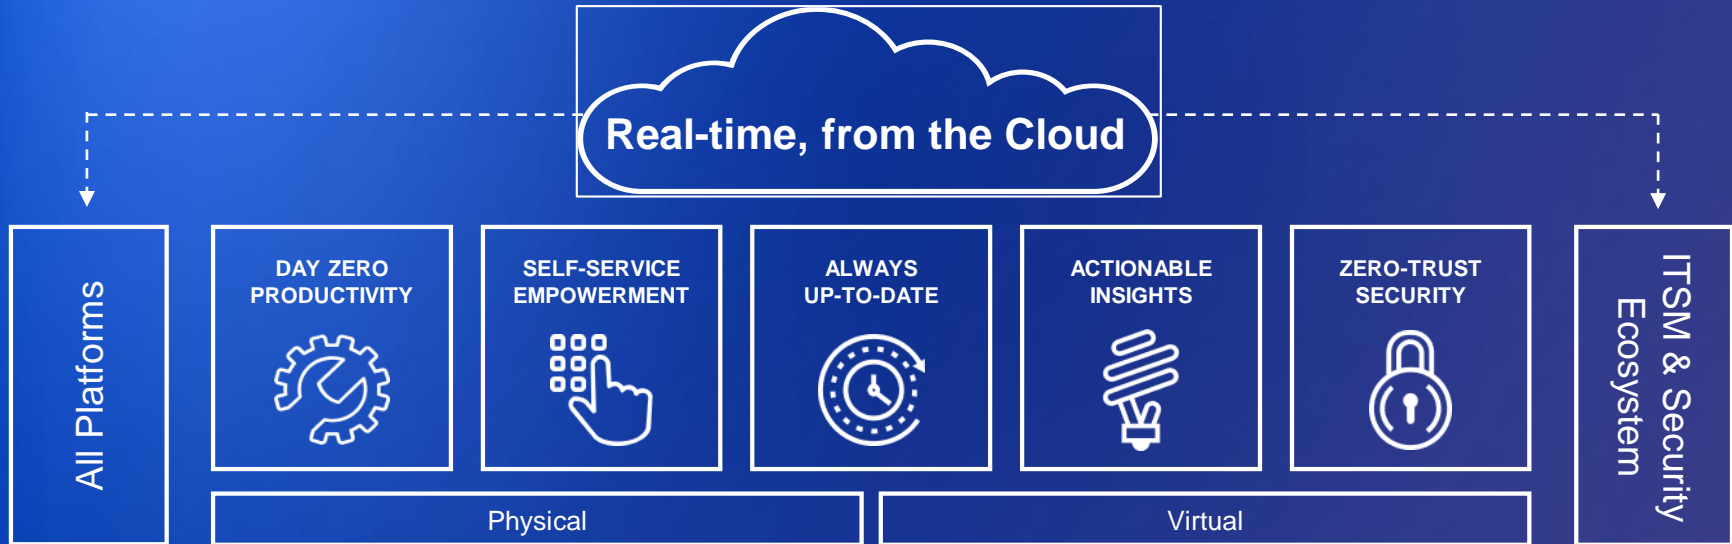 Real-time, from the Cloud
All Platforms
DAY ZERO
PRODUCTIVITY
SELF-SERVICE
EMPOWERMENT
ALWAYS
UP-TO-DATE
ACTIONABLE
INSIGHTS
ZERO-TRUST
SECURITY
ITSM & Security
Ecosystem
Physical
Virtual